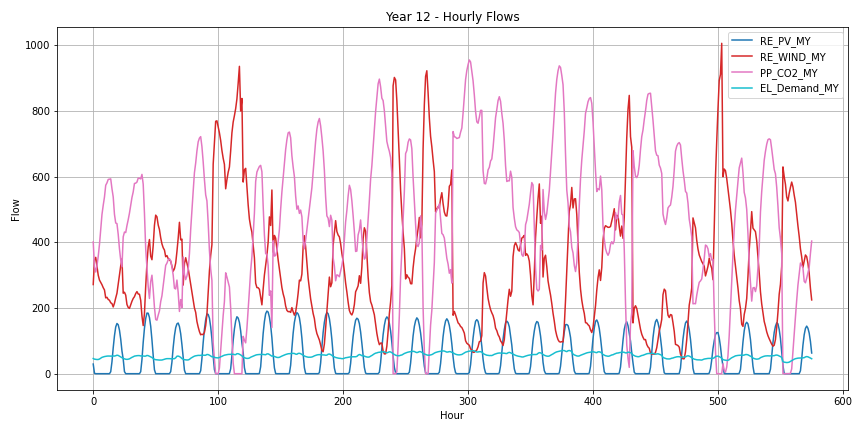 Year 12 - Hourly Flows
Flow
1000
800
600
400
200
0
RE_PV_MY
RE_WIND_MY
PP_CO2_MY
EL_Demand_MY
0 100 200 300 400 500 600
Hour